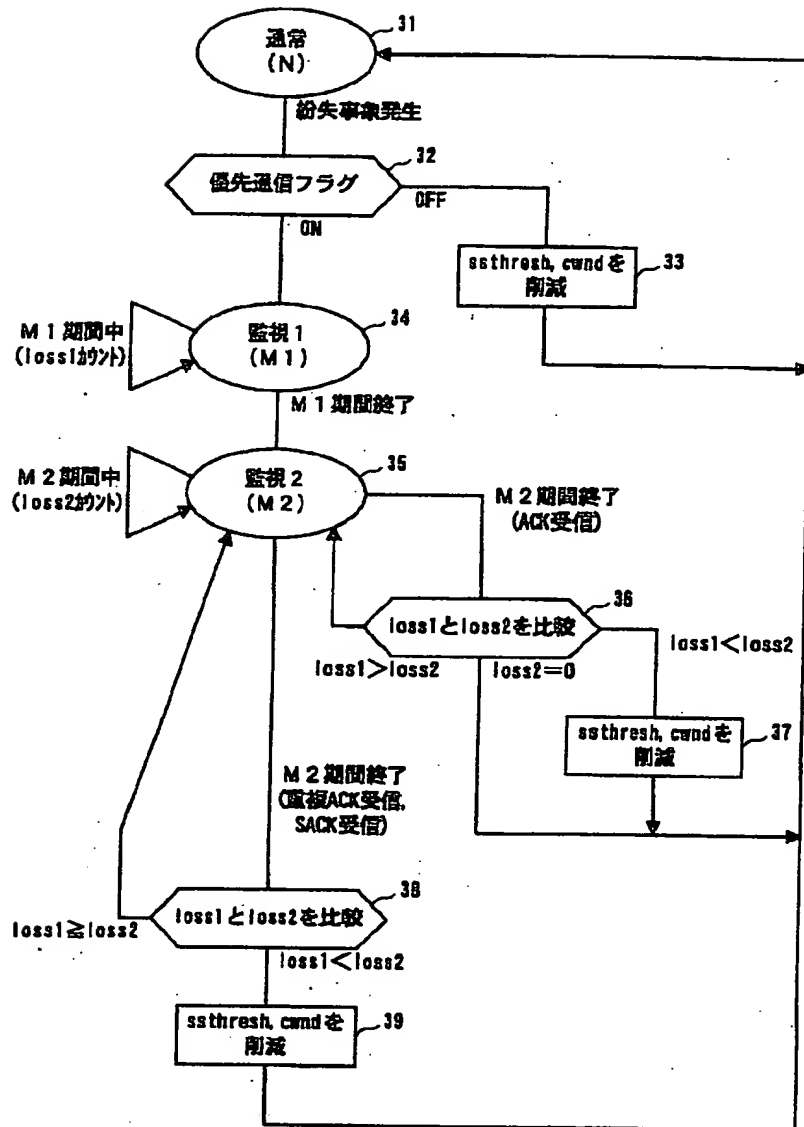 31
通常
(N)
紛失事象発生
32
優先通信フラグ
OFF
ON
ssthresh, cwndを
削減
33
34
監視1
(M1)
M1期間中
(loss1カウント)
M1期間終了
35
監視2
(M2)
M2期間中
(loss2カウント)
M2期間終了
(ACK受信)
36
loss1とloss2を比較
loss1>loss2
loss2=0
loss1<loss2
ssthresh, cwndを
削減
37
M2期間終了
(重複ACK受信,
SACK受信)
38
loss1とloss2を比較
loss1≧loss2
loss1<loss2
ssthresh, cwndを
削減
39